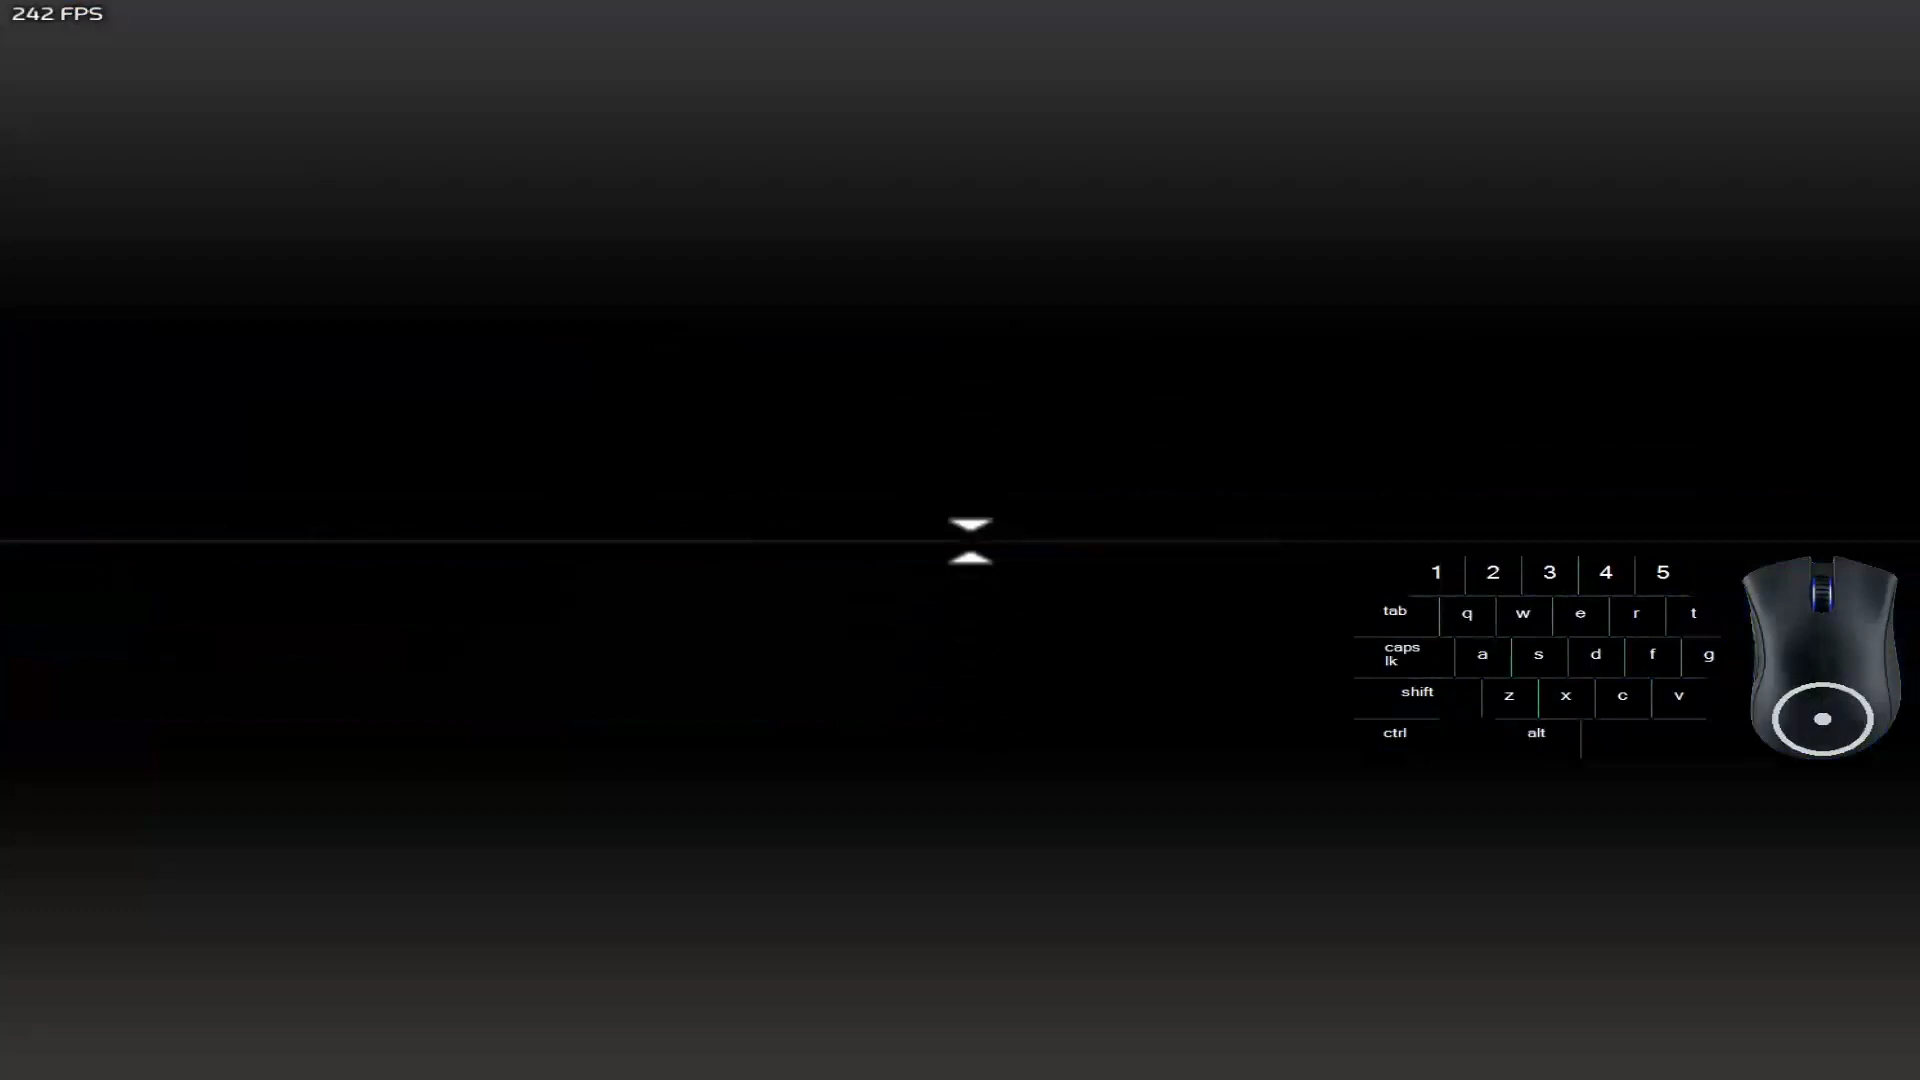 242 FPS
1 2 3 4 5
tab q w e r t
caps lk a s d f g
shift z x c v
ctrl alt